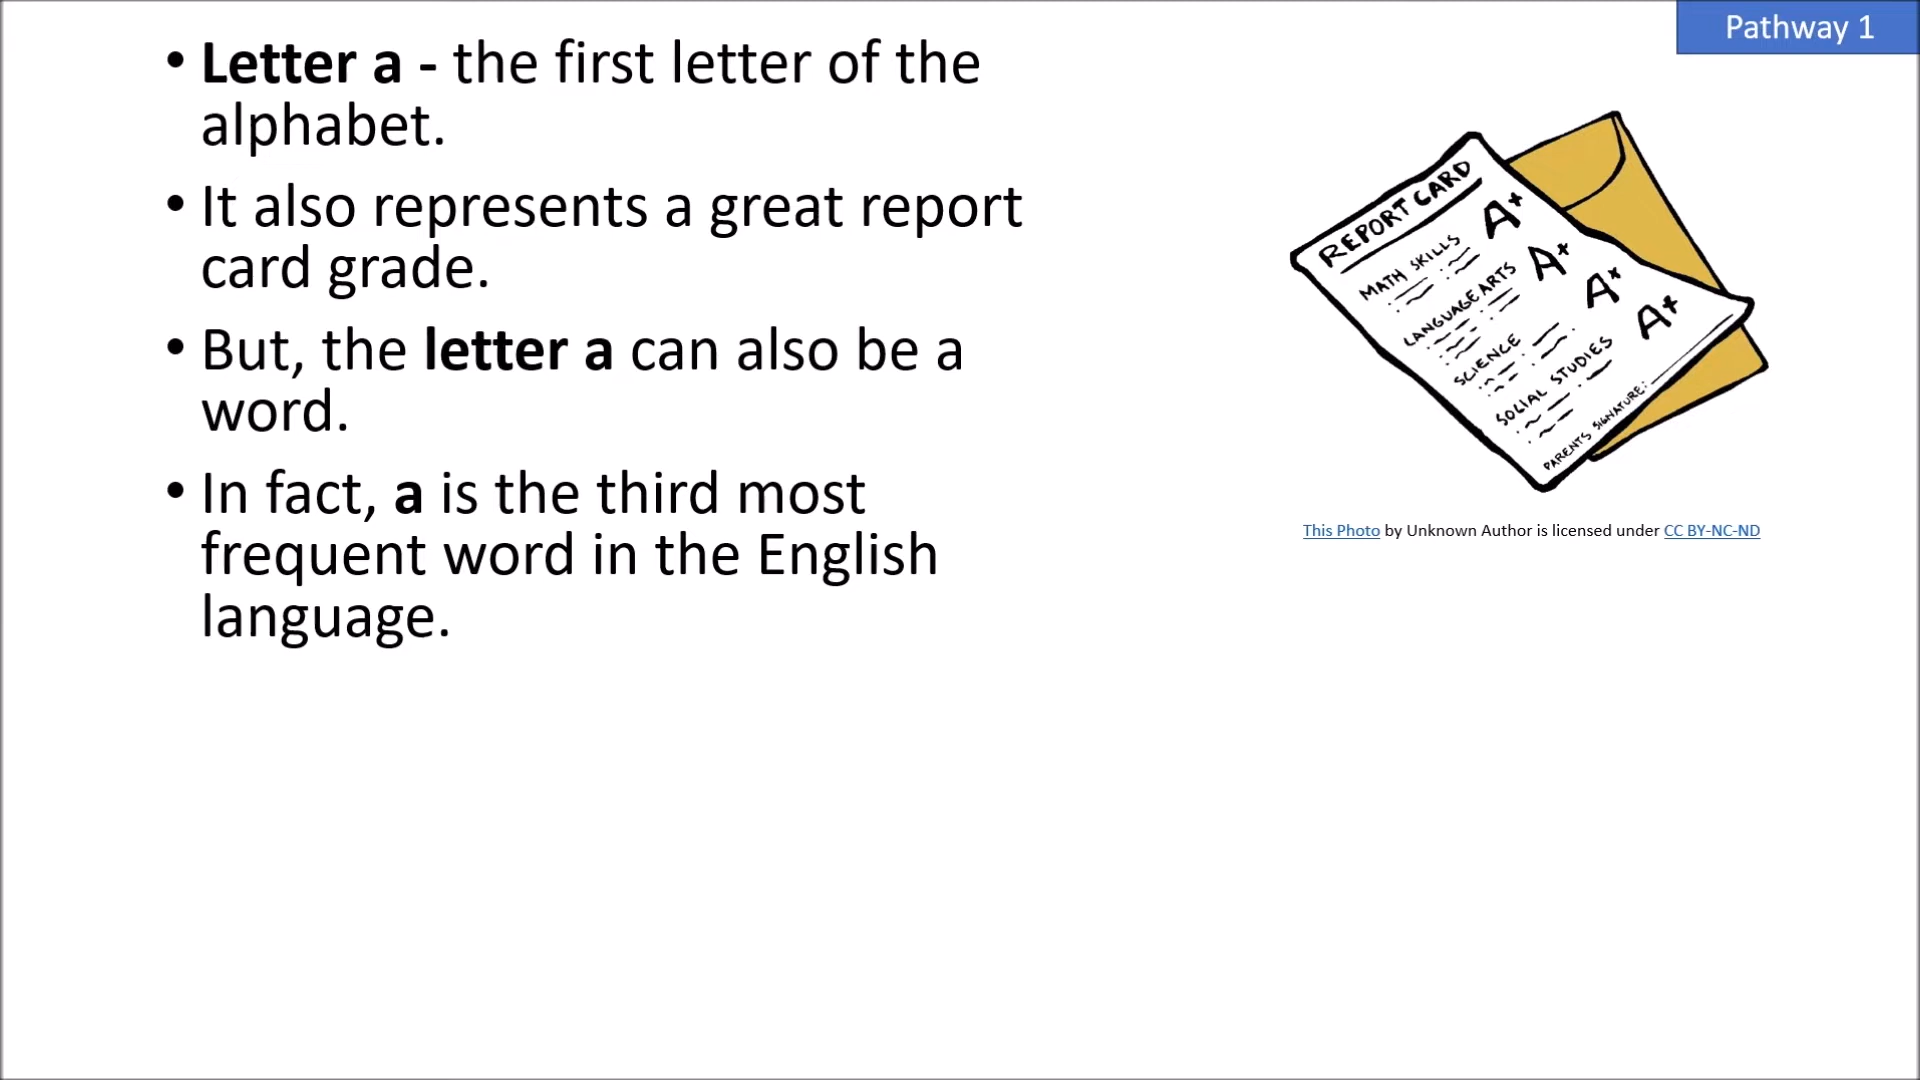 Pathway 1
• Letter a - the first letter of the
alphabet.
• It also represents a great report
card grade.
• But, the letter a can also be a
word.
• In fact, a is the third most
frequent word in the English
language.
REPORT CARD
MATH SKILLS A+
LANGUAGE ARTS A+
SCIENCE A+
SOCIAL STUDIES A+
PARENTS SIGNATURE:
This Photo by Unknown Author is licensed under CC BY-NC-ND